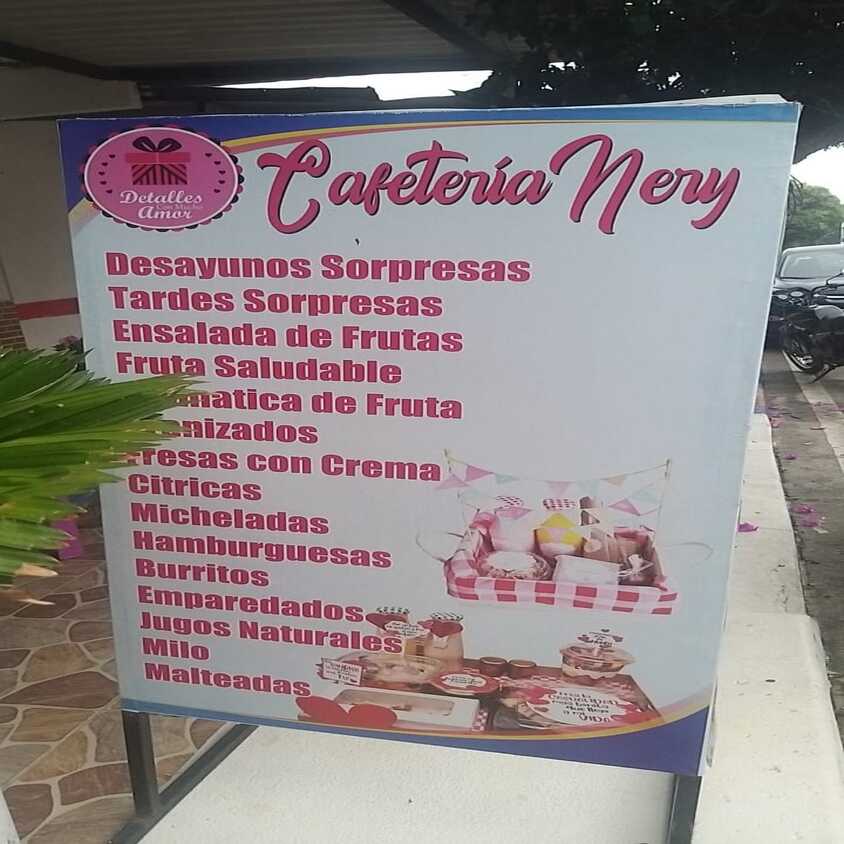 Detalles
Con Mucho
Amor
Cafetería Nery
Desayunos Sorpresas
Tardes Sorpresas
Ensalada de Frutas
Fruta Saludable
de Fruta
Fresas con Crema
Citricas
Micheladas
Hamburguesas
Burritos
Emparedados
Jugos Naturales
Milo
Malteadas